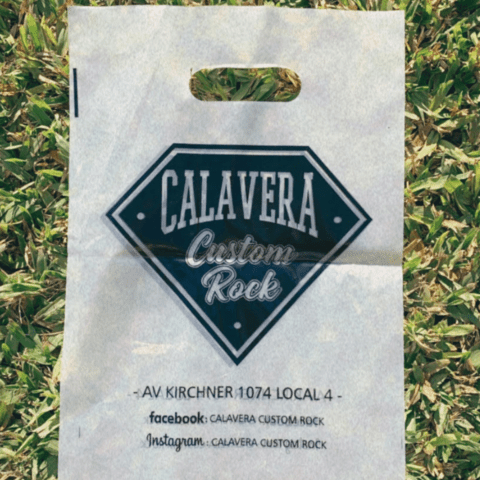 CALAVERA
Custom
Rock
- AV KIRCHNER 1074 LOCAL 4 -
facebook: CALAVERA CUSTOM ROCK
Instagram : CALAVERA CUSTOM ROCK